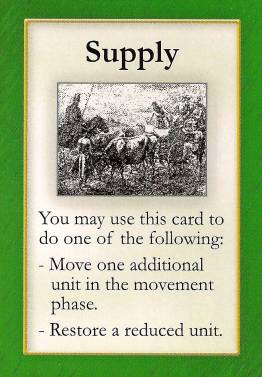 Supply
You may use this card to
do one of the following:
- Move one additional
unit in the movement
phase.
- Restore a reduced unit.